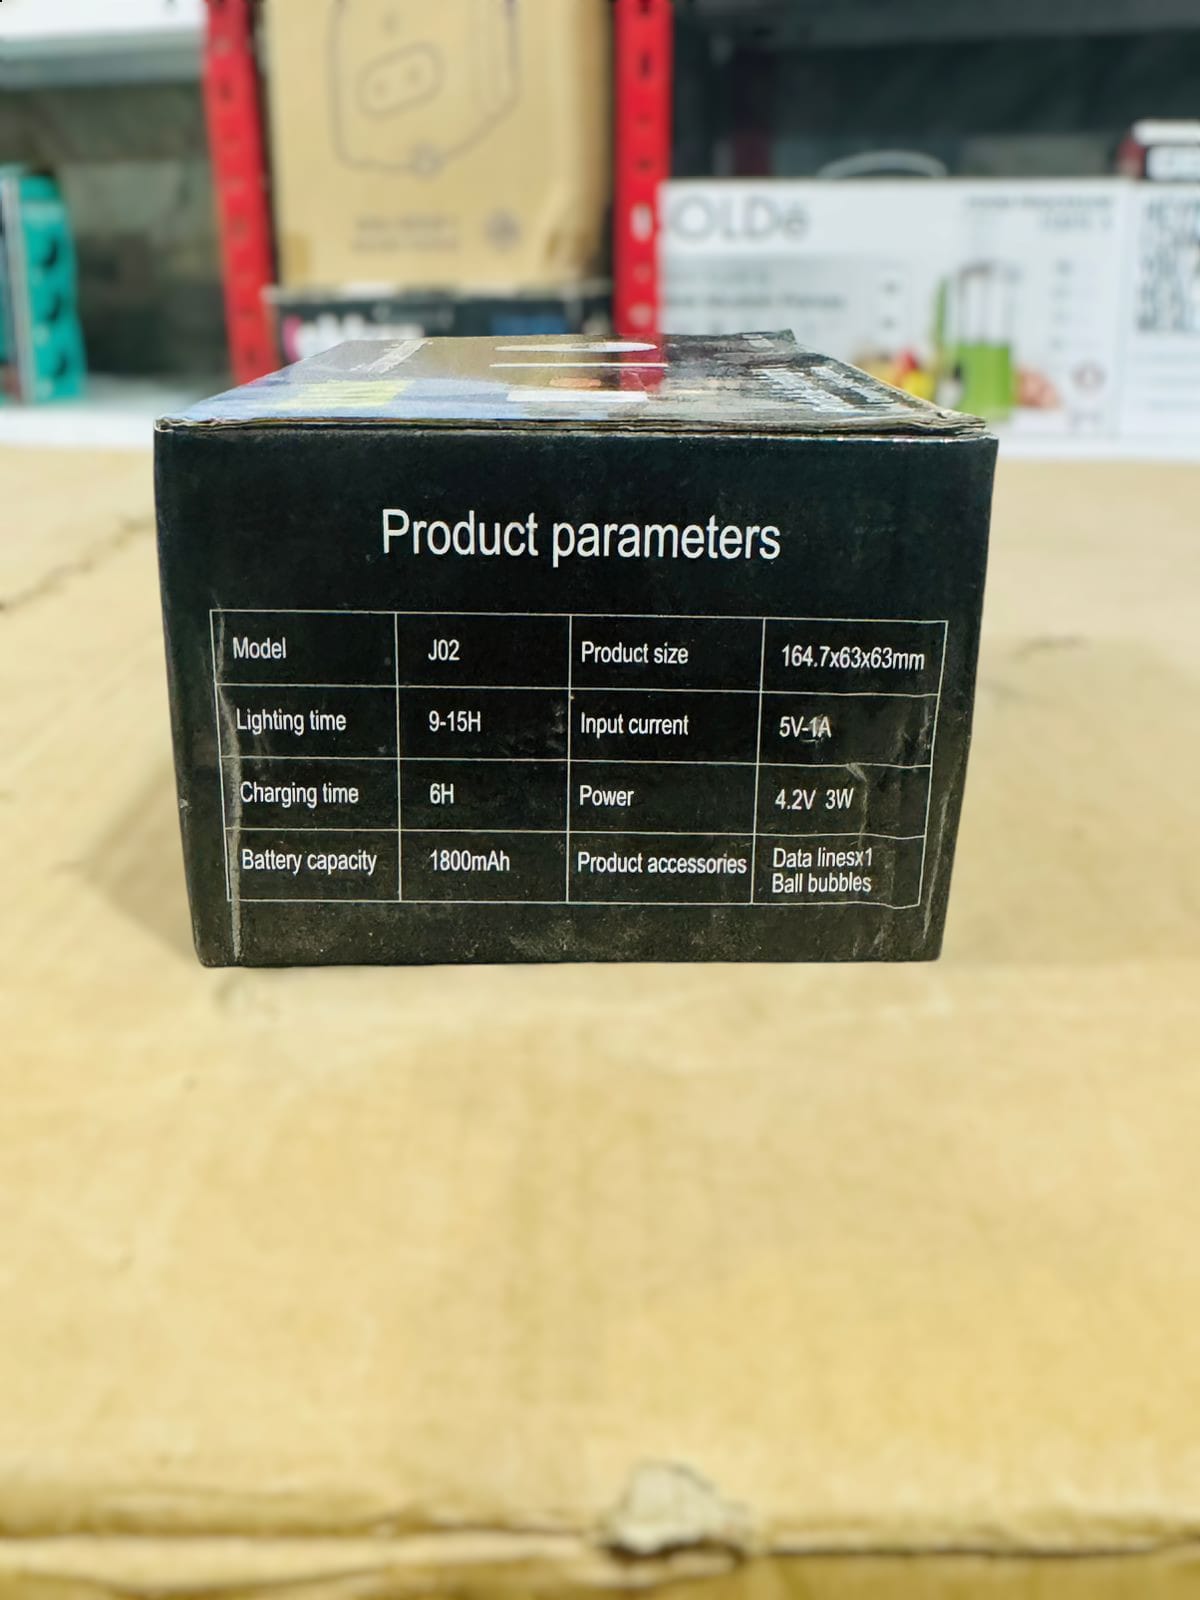 OLDe
Product parameters
Model J02 Product size 164.7x63x63mm
Lighting time 9-15H Input current 5V-1A
Charging time 6H Power 4.2V 3W
Battery capacity 1800mAh Product accessories Data linesx1
Ball bubbles